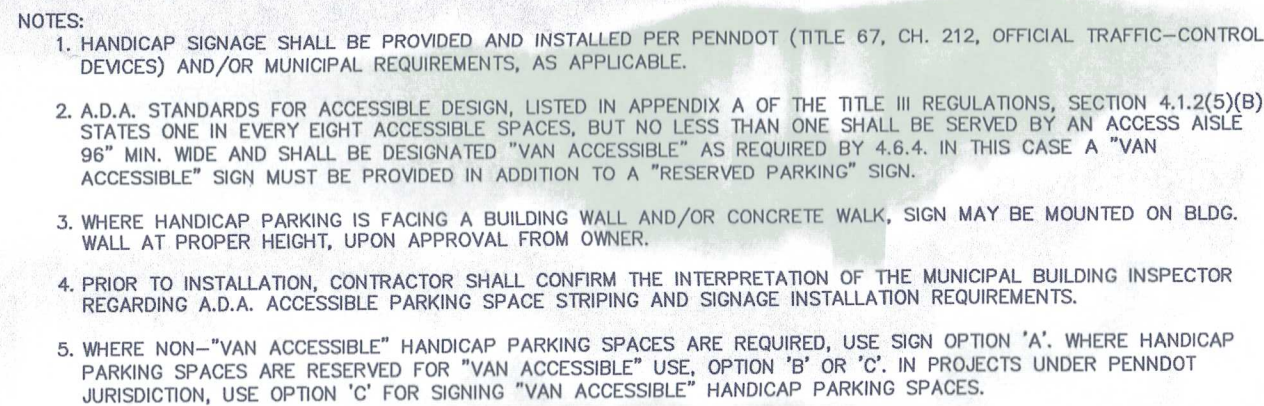 NOTES:
1. HANDICAP SIGNAGE SHALL BE PROVIDED AND INSTALLED PER PENNDOT (TITLE 67, CH. 212, OFFICIAL TRAFFIC-CONTROL
DEVICES) AND/OR MUNICIPAL REQUIREMENTS, AS APPLICABLE.
2. A.D.A. STANDARDS FOR ACCESSIBLE DESIGN, LISTED IN APPENDIX A OF THE TITLE III REGULATIONS, SECTION 4.1.2(5)(B)
STATES ONE IN EVERY EIGHT ACCESSIBLE SPACES, BUT NO LESS THAN ONE SHALL BE SERVED BY AN ACCESS AISLE
96" MIN. WIDE AND SHALL BE DESIGNATED "VAN ACCESSIBLE" AS REQUIRED BY 4.6.4. IN THIS CASE A "VAN
ACCESSIBLE" SIGN MUST BE PROVIDED IN ADDITION TO A "RESERVED PARKING" SIGN.
3. WHERE HANDICAP PARKING IS FACING A BUILDING WALL AND/OR CONCRETE WALK, SIGN MAY BE MOUNTED ON BLDG.
WALL AT PROPER HEIGHT, UPON APPROVAL FROM OWNER.
4. PRIOR TO INSTALLATION, CONTRACTOR SHALL CONFIRM THE INTERPRETATION OF THE MUNICIPAL BUILDING INSPECTOR
REGARDING A.D.A. ACCESSIBLE PARKING SPACE STRIPING AND SIGNAGE INSTALLATION REQUIREMENTS.
5. WHERE NON-"VAN ACCESSIBLE" HANDICAP PARKING SPACES ARE REQUIRED, USE SIGN OPTION 'A'. WHERE HANDICAP
PARKING SPACES ARE RESERVED FOR "VAN ACCESSIBLE" USE, OPTION 'B' OR 'C'. IN PROJECTS UNDER PENNDOT
JURISDICTION, USE OPTION 'C' FOR SIGNING "VAN ACCESSIBLE" HANDICAP PARKING SPACES.